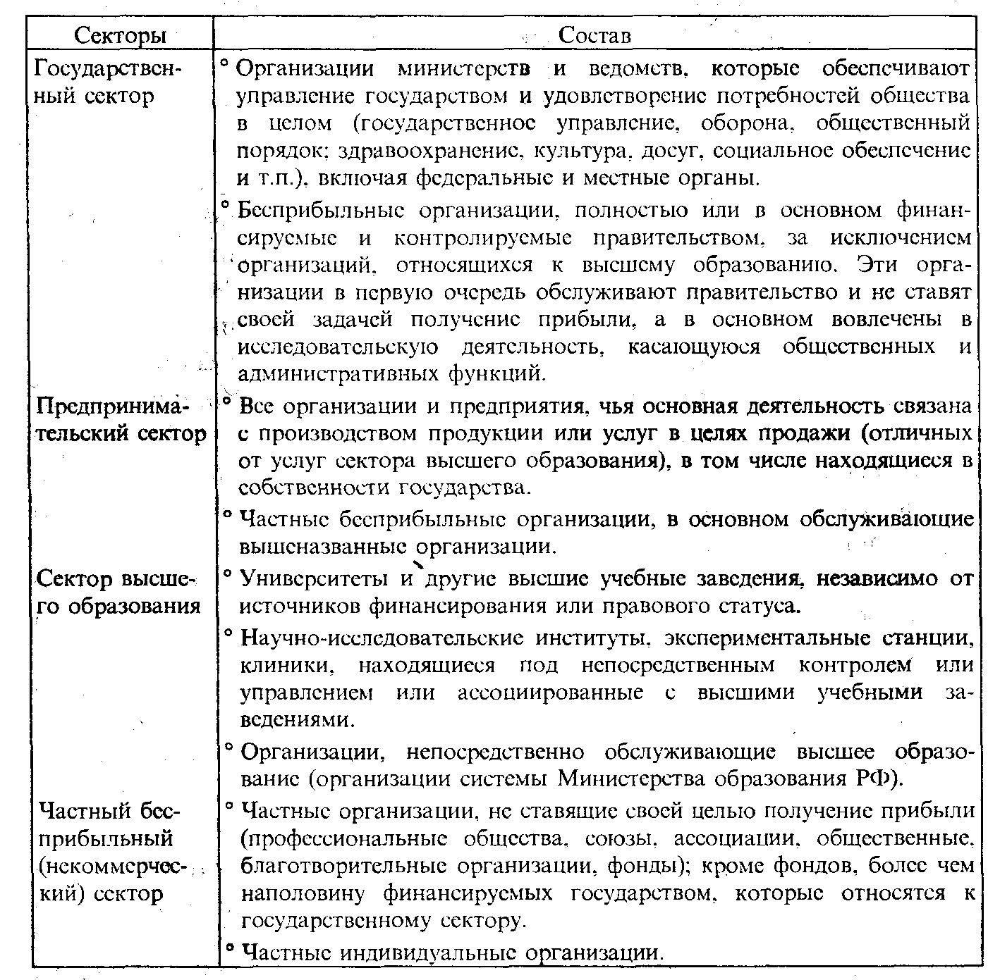 Секторы
Состав
Государствен-
ный сектор
° Организации министерств и ведомств, которые обеспечивают
управление государством и удовлетворение потребностей общества
в целом (государственное управление, оборона, общественный
порядок; здравоохранение, культура, досуг, социальное обеспечение
и т.п.), включая федеральные и местные органы.
° Бесприбыльные организации, полностью или в основном финан-
сируемые и контролируемые правительством, за исключением
организаций, относящихся к высшему образованию. Эти орга-
низации в первую очередь обслуживают правительство и не ставят
своей задачей получение прибыли, а в основном вовлечены в
исследовательскую деятельность, касающуюся общественных и
административных функций.
Предпринима-
тельский сектор
° Все организации и предприятия, чья основная деятельность связана
с производством продукции или услуг в целях продажи (отличных
от услуг сектора высшего образования), в том числе находящиеся в
собственности государства.
° Частные бесприбыльные организации, в основном обслуживающие
вышеназванные организации.
Сектор высше-
го образования
° Университеты и другие высшие учебные заведения, независимо от
источников финансирования или правового статуса.
° Научно-исследовательские институты, экспериментальные станции,
клиники, находящиеся под непосредственным контролем или
управлением или ассоциированные с высшими учебными за-
ведениями.
° Организации, непосредственно обслуживающие высшее образо-
вание (организации системы Министерства образования РФ).
Частный бес-
прибыльный
(некоммерчес-
кий) сектор
° Частные организации, не ставящие своей целью получение прибыли
(профессиональные общества, союзы, ассоциации, общественные,
благотворительные организации, фонды); кроме фондов, более чем
наполовину финансируемых государством, которые относятся к
государственному сектору.
° Частные индивидуальные организации.